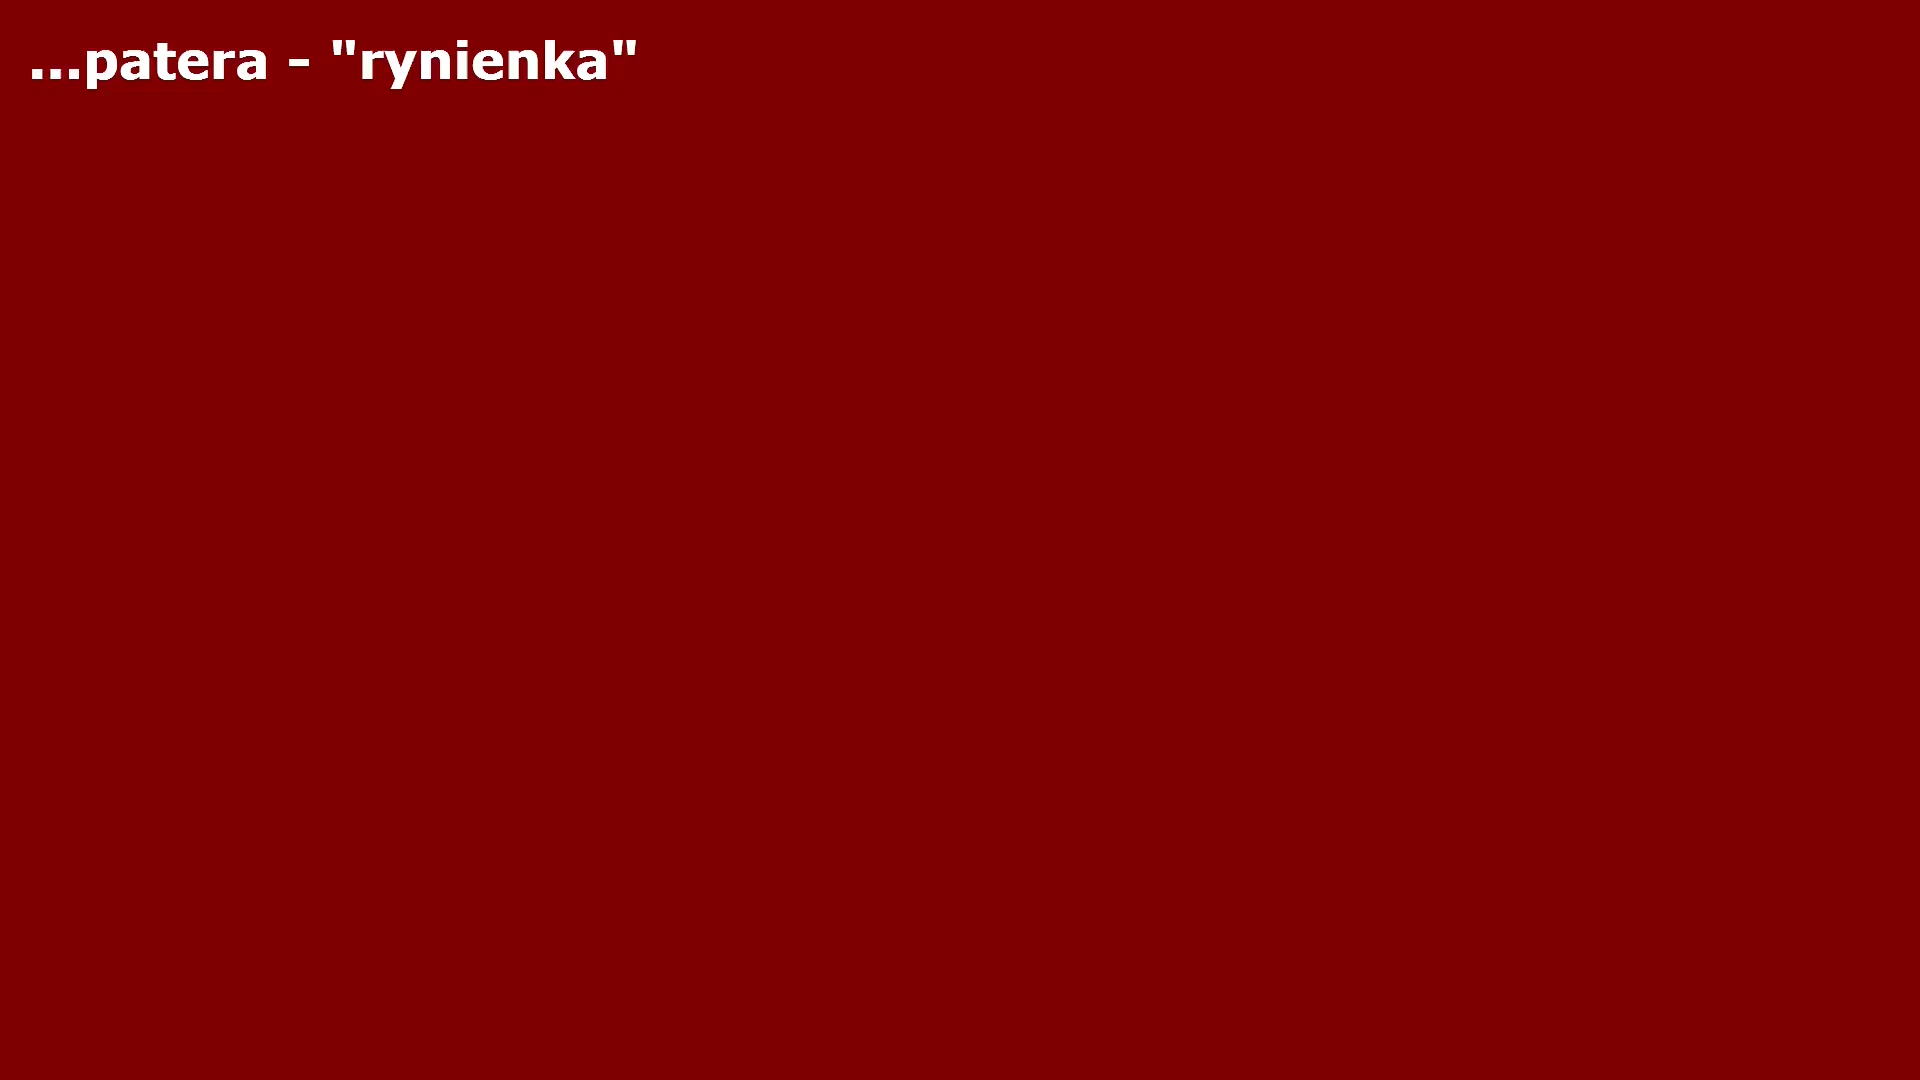 ...patera - "rynienka"